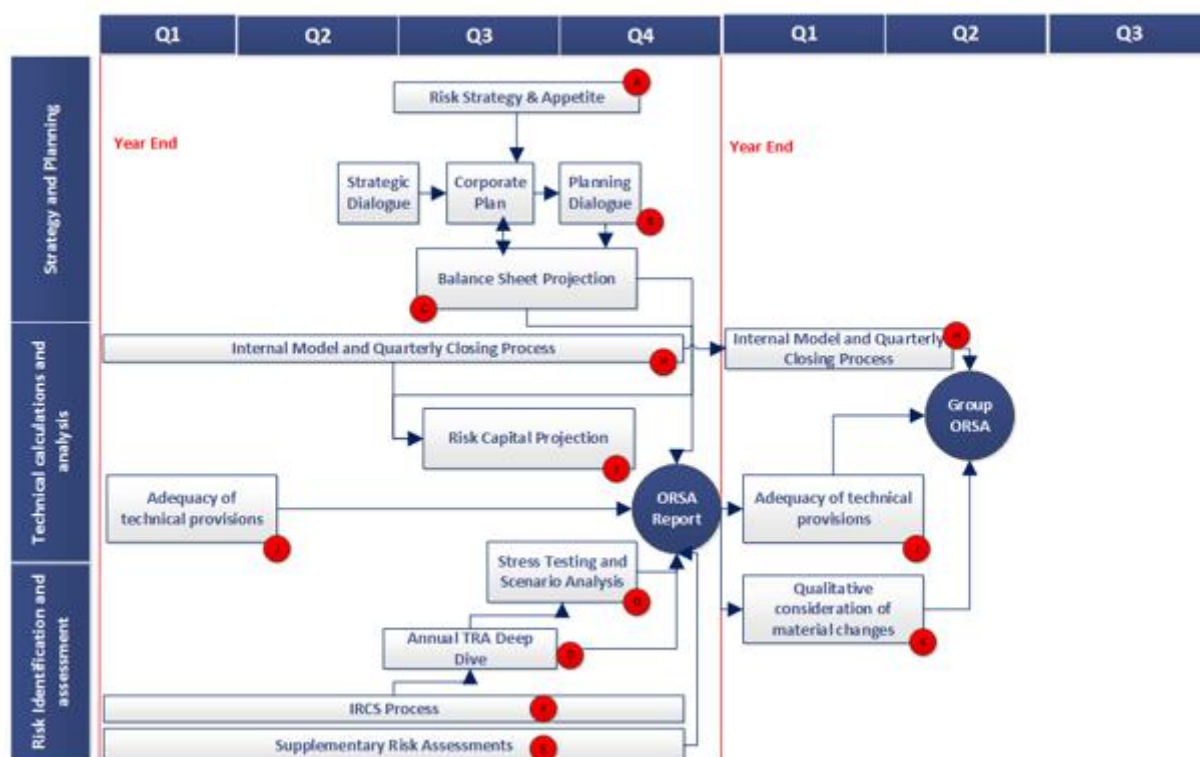 Q1
Q2
Q3
Q4
Q1
Q2
Q3
Strategy and Planning
Year End
Year End
Risk Strategy & Appetite
A
Strategic
Dialogue
Corporate
Plan
Planning
Dialogue
Balance Sheet Projection
Technical calculations and
analysis
Internal Model and Quarterly Closing Process
H
Internal Model and Quarterly
Closing Process
H
Group
ORSA
Risk Capital Projection
Adequacy of
technical provisions
J
ORSA
Report
Adequacy of technical
provisions
J
Risk Identification and
assessment
Stress Testing and
Scenario Analysis
Annual TRA Deep
Dive
D
Qualitative
consideration of
material changes
IRCS Process
Supplementary Risk Assessments
E